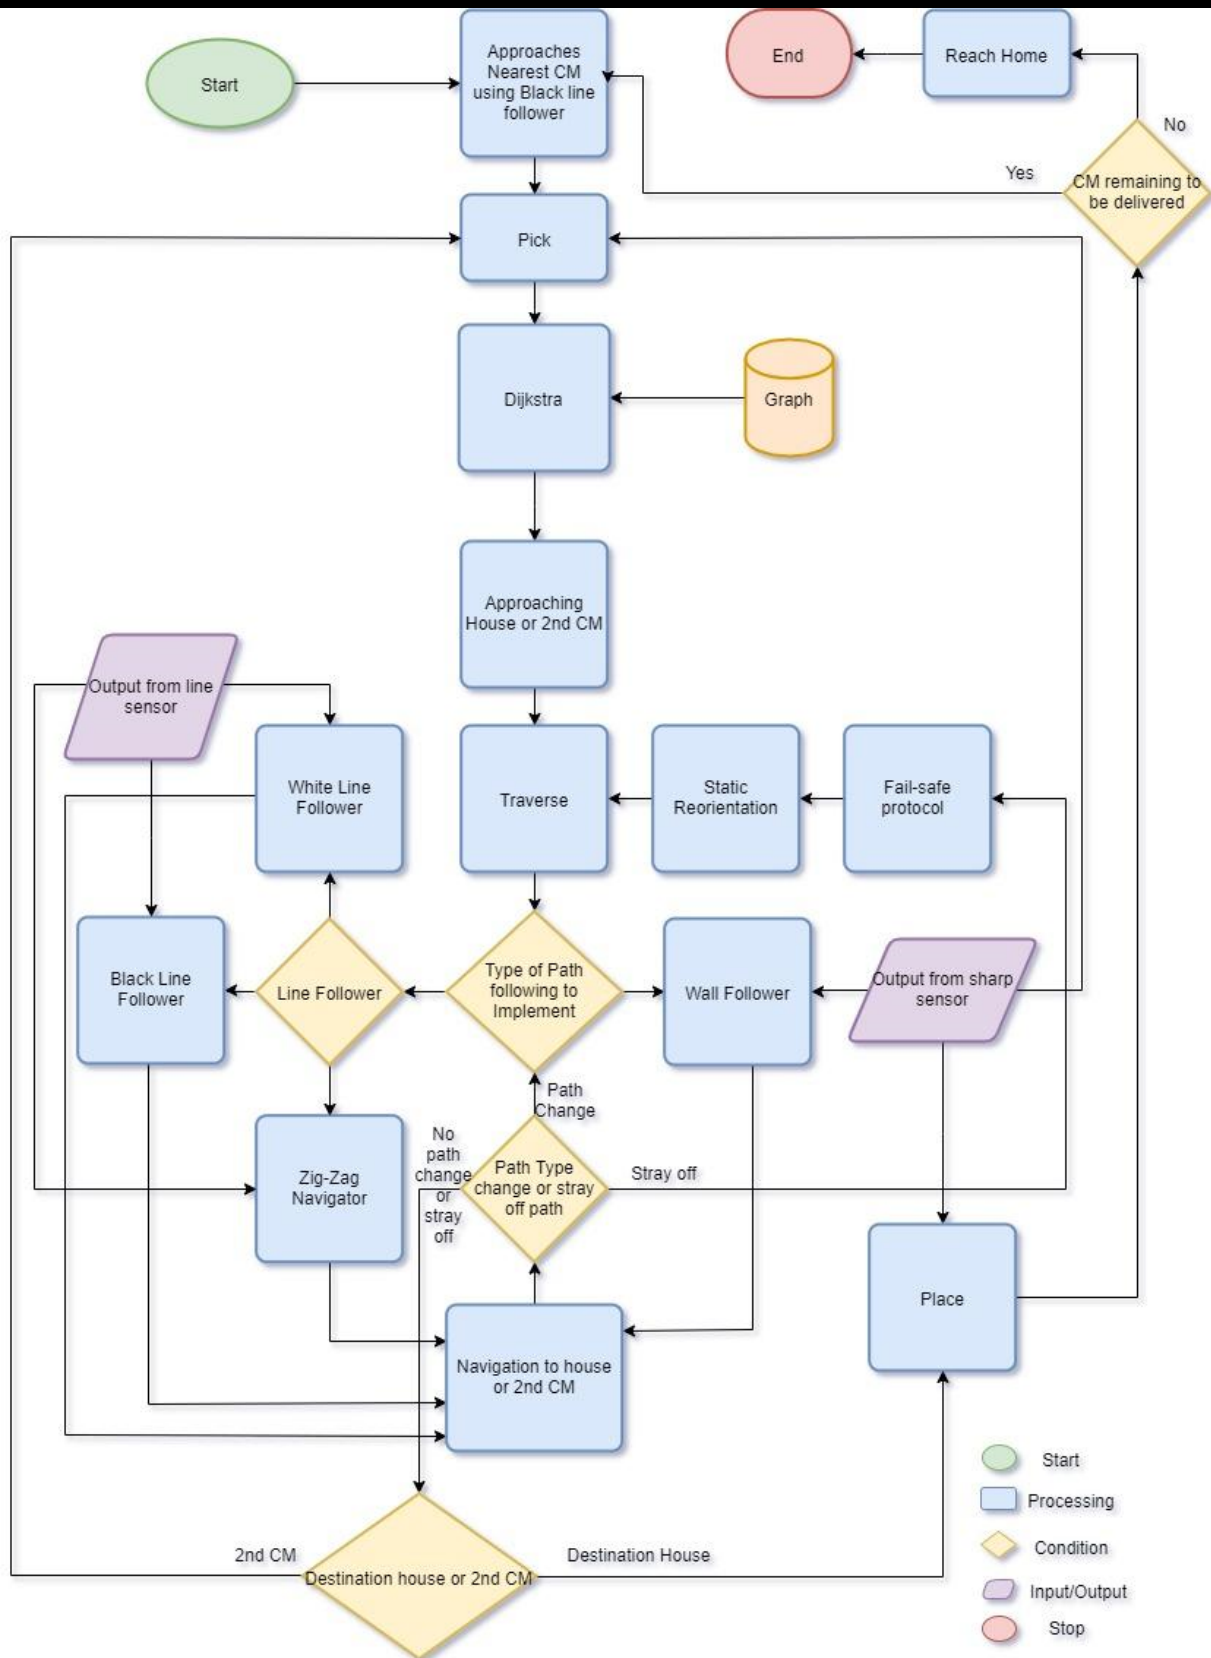 Start
Approaches
Nearest CM
using Black line
follower
End
Reach Home
No
Yes
CM remaining to
be delivered
Pick
Dijkstra
Graph
Approaching
House or 2nd CM
Output from line
sensor
White Line
Follower
Traverse
Static
Reorientation
Fail-safe
protocol
Black Line
Follower
Line Follower
Type of Path
following to
Implement
Wall Follower
Output from sharp
sensor
Path
Change
No
path
change
or
stray
off
Path Type
change or stray
off path
Stray off
Zig-Zag
Navigator
Place
Navigation to house
or 2nd CM
2nd CM
Destination house or 2nd CM
Destination House
Start
Processing
Condition
Input/Output
Stop